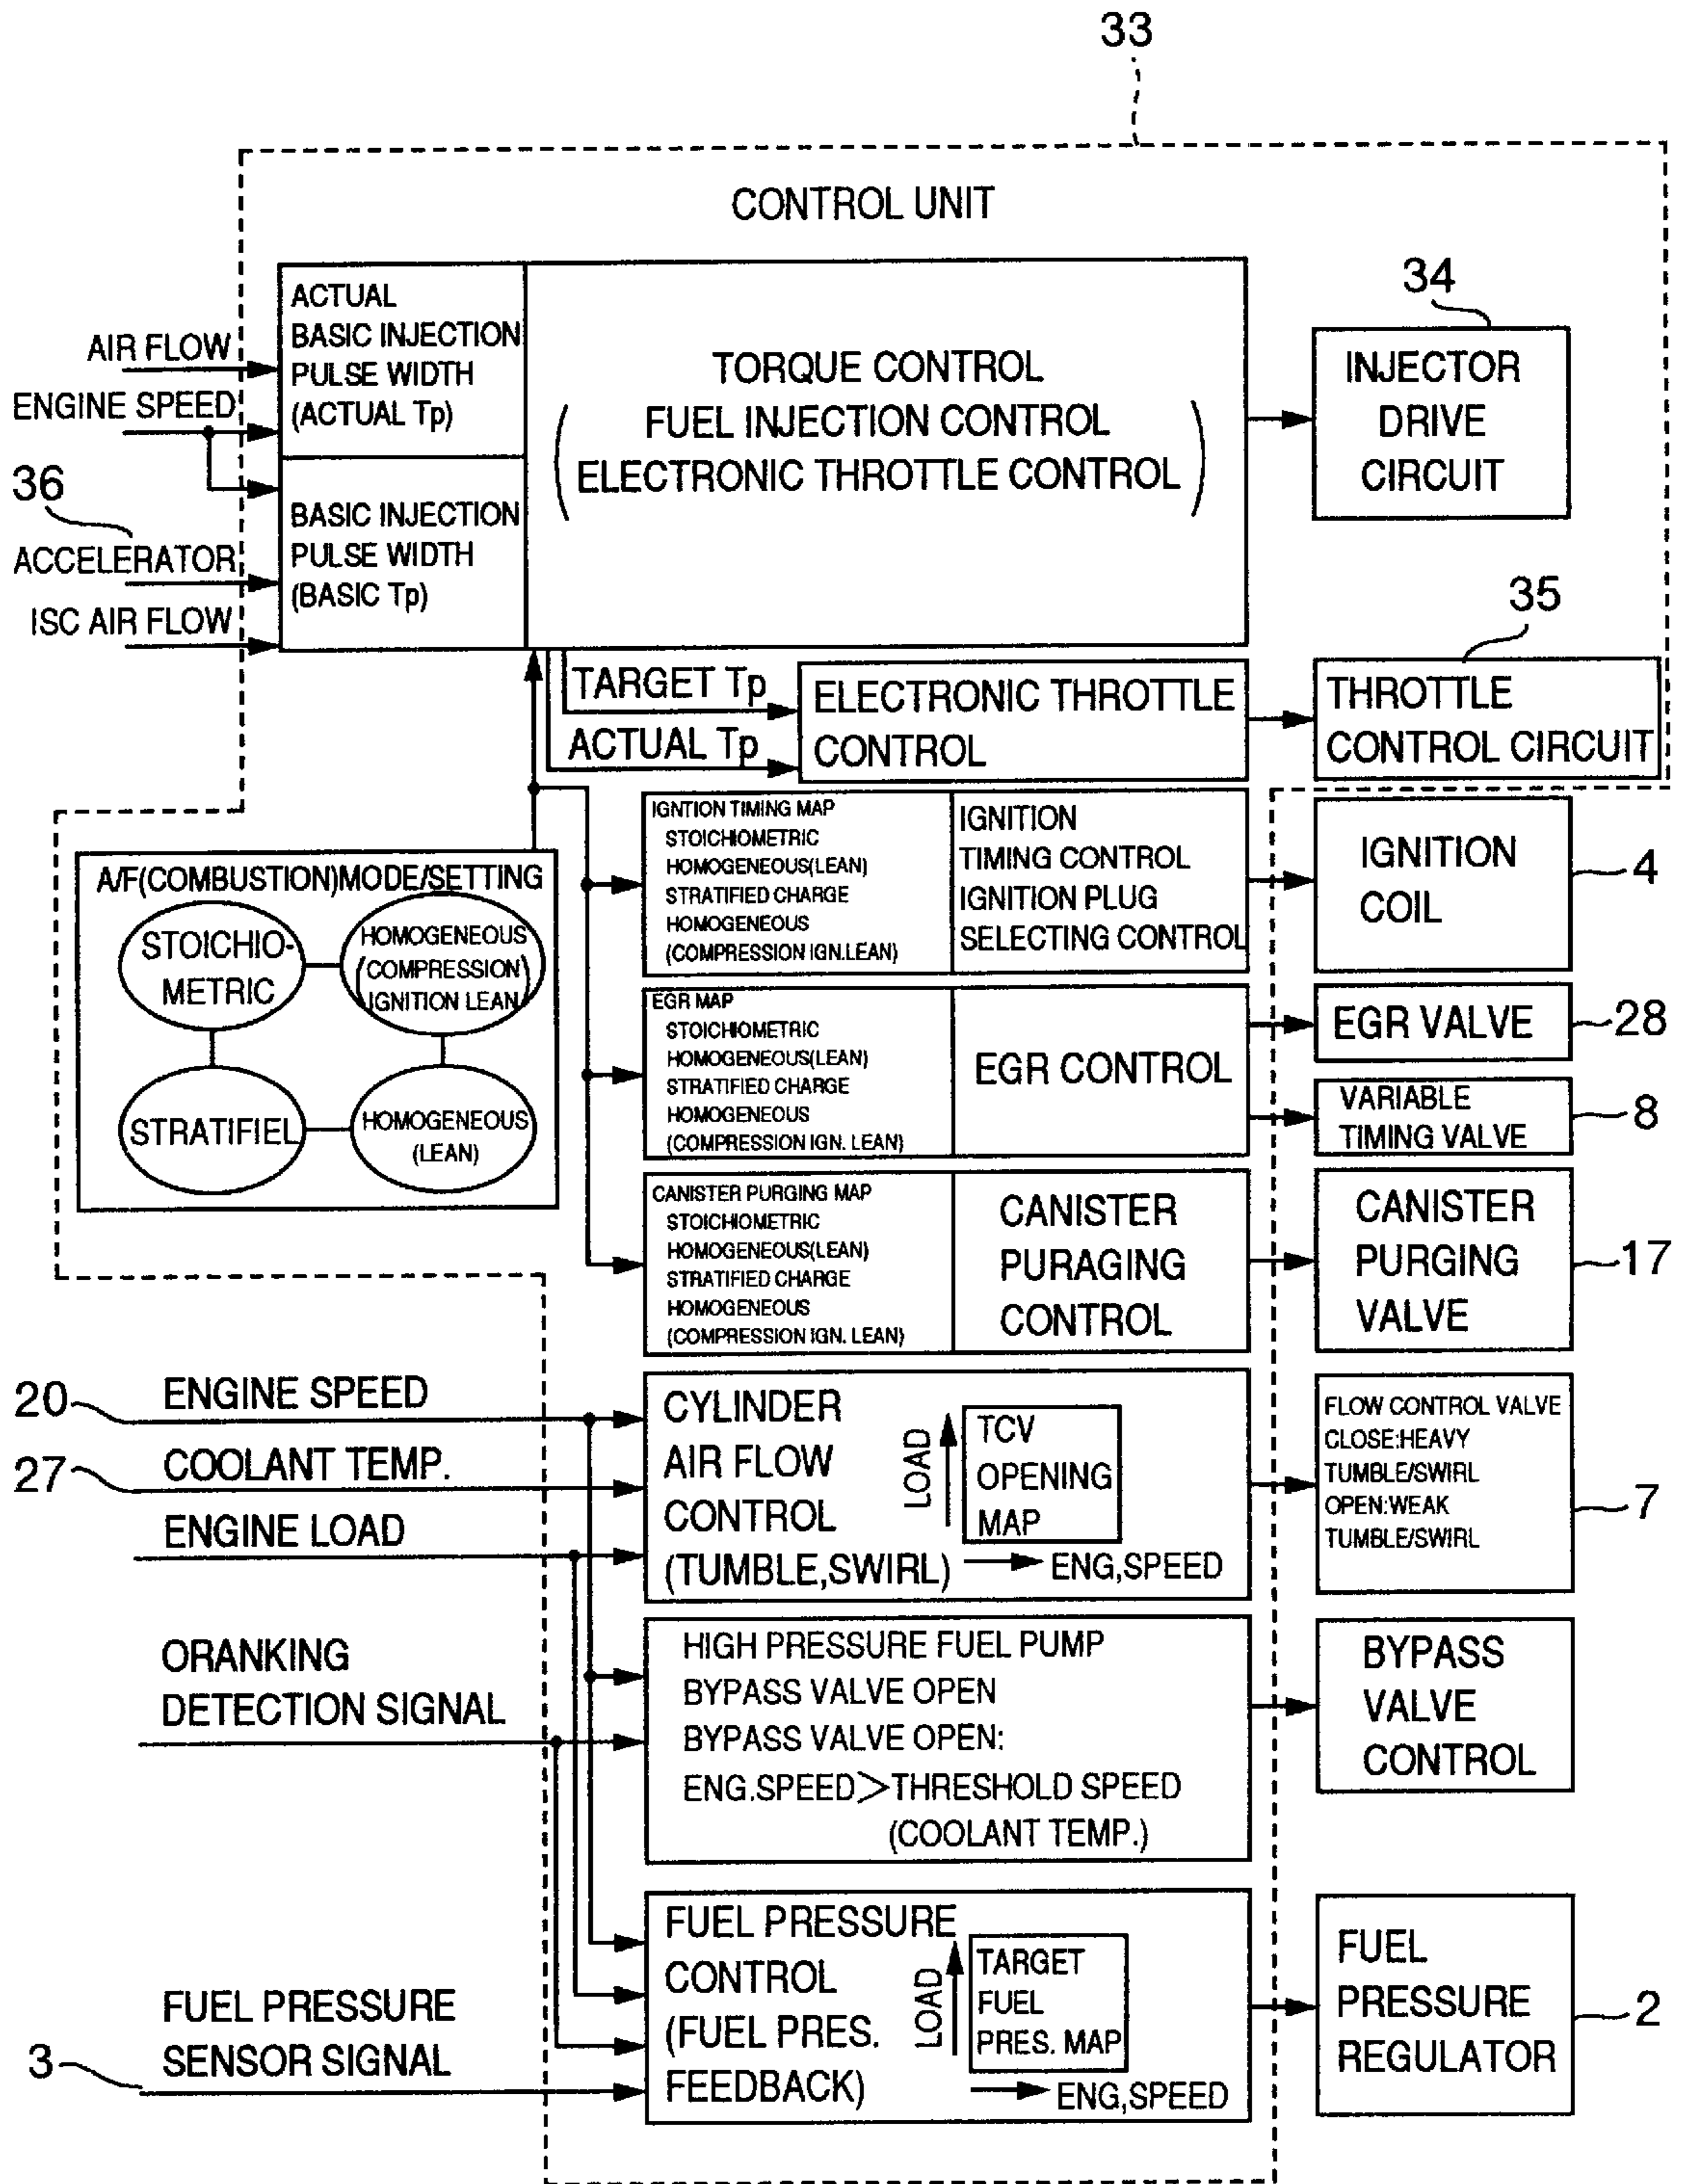 33
CONTROL UNIT
AIR FLOW
ENGINE SPEED
36
ACCELERATOR
ISC AIR FLOW
ACTUAL
BASIC INJECTION
PULSE WIDTH
(ACTUAL Tp)
BASIC INJECTION
PULSE WIDTH
(BASIC Tp)
TORQUE CONTROL
(FUEL INJECTION CONTROL
ELECTRONIC THROTTLE CONTROL)
34
INJECTOR
DRIVE
CIRCUIT
TARGET Tp
ACTUAL Tp
ELECTRONIC THROTTLE
CONTROL
35
THROTTLE
CONTROL CIRCUIT
A/F(COMBUSTION)MODE/SETTING
STOICHIO-
METRIC
HOMOGENEOUS
(COMPRESSION
IGNITION LEAN)
STRATIFIEL
HOMOGENEOUS
(LEAN)
IGNTION TIMING MAP
STOICHIOMETRIC
HOMOGENEOUS(LEAN)
STRATIFIED CHARGE
HOMOGENEOUS
(COMPRESSION IGN.LEAN)
IGNITION
TIMING CONTROL
IGNITION PLUG
SELECTING CONTROL
IGNITION
COIL
4
EGR MAP
STOICHIOMETRIC
HOMOGENEOUS(LEAN)
STRATIFIED CHARGE
HOMOGENEOUS
(COMPRESSION IGN. LEAN)
EGR CONTROL
EGR VALVE
28
VARIABLE
TIMING VALVE
8
CANISTER PURGING MAP
STOICHIOMETRIC
HOMOGENEOUS(LEAN)
STRATIFIED CHARGE
HOMOGENEOUS
(COMPRESSION IGN. LEAN)
CANISTER
PURAGING
CONTROL
CANISTER
PURGING
VALVE
17
20
ENGINE SPEED
27
COOLANT TEMP.
ENGINE LOAD
CYLINDER
AIR FLOW
CONTROL
(TUMBLE,SWIRL)
LOAD
TCV
OPENING
MAP
ENG,SPEED
FLOW CONTROL VALVE
CLOSE:HEAVY
TUMBLE/SWIRL
OPEN:WEAK
TUMBLE/SWIRL
7
ORANKING
DETECTION SIGNAL
HIGH PRESSURE FUEL PUMP
BYPASS VALVE OPEN
BYPASS VALVE OPEN:
ENG.SPEED>THRESHOLD SPEED
(COOLANT TEMP.)
BYPASS
VALVE
CONTROL
FUEL PRESSURE
SENSOR SIGNAL
3
FUEL PRESSURE
CONTROL
(FUEL PRES.
FEEDBACK)
LOAD
TARGET
FUEL
PRES. MAP
ENG,SPEED
FUEL
PRESSURE
REGULATOR
2